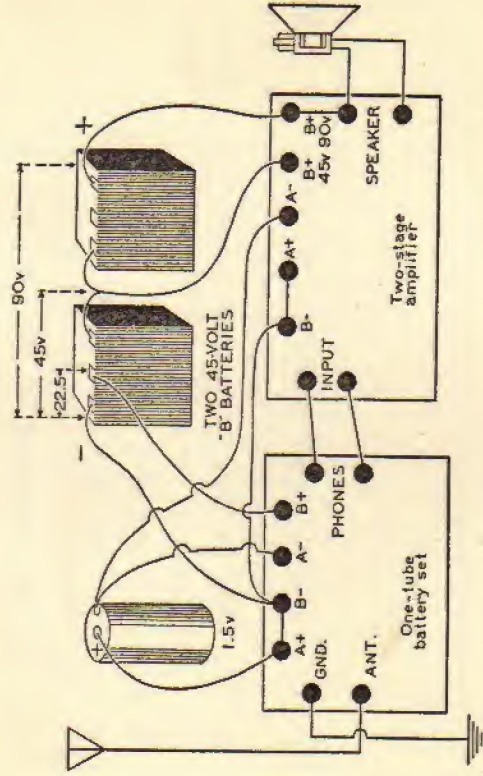 90v
45v
22.5
+
-
TWO 45-VOLT
"B" BATTERIES
+
1.5v
A+
B-
A-
B+
GND.
PHONES
ANT.
One-tube
battery set
B-
A+
A-
B+
45v
B+
90v
INPUT
SPEAKER
Two-stage
amplifier